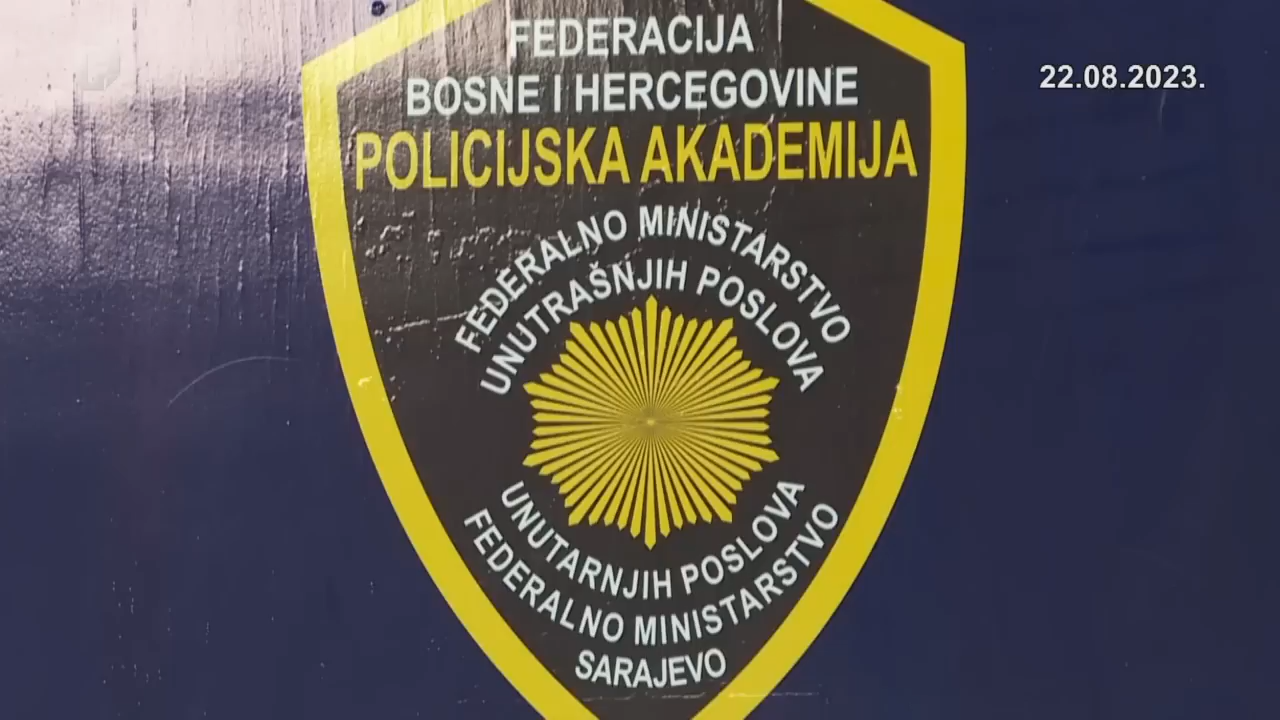 FEDERACIJA
BOSNE I HERCEGOVINE
22.08.2023.
POLICIJSKA AKADEMIJA
FEDERALNO MINISTARSTVO
UNUTRAŠNJIH POSLOVA
UNUTARNJIH POSLOVA
FEDERALNO MINISTARSTVO
SARAJEVO